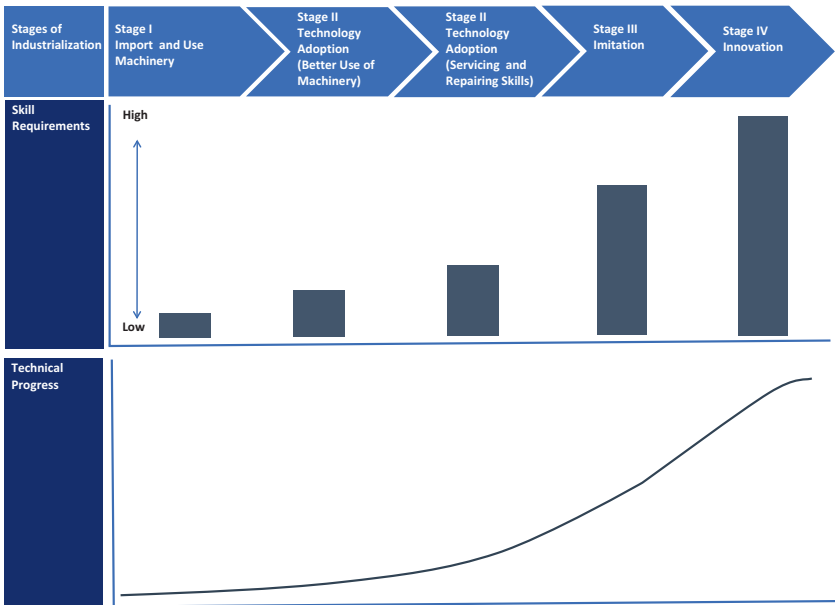 Stages of
Industrialization
Stage I
Import and Use
Machinery
Stage II
Technology
Adoption
(Better Use of
Machinery)
Stage II
Technology
Adoption
(Servicing and
Repairing Skills)
Stage III
Imitation
Stage IV
Innovation
Skill
Requirements
High
Low
Technical
Progress